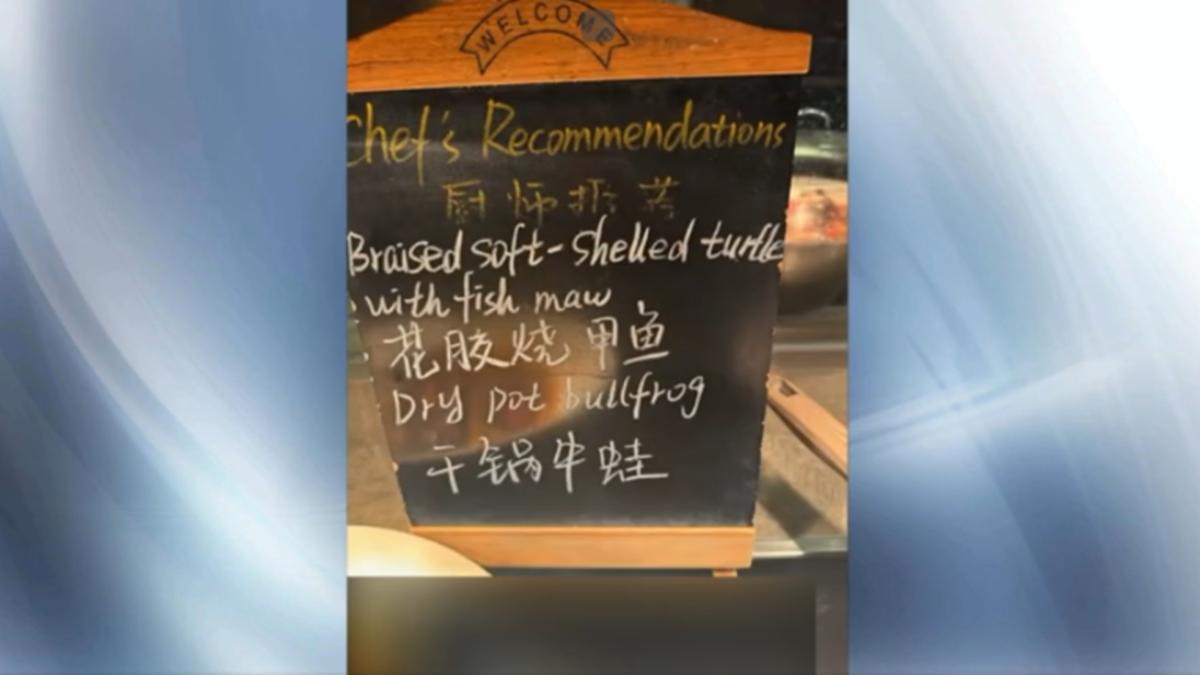 WELCOME
Chef's Recommendations
厨师推荐
Braised soft-shelled turtle
with fish maw
花胶烧甲鱼
Dry pot bullfrog
干锅牛蛙